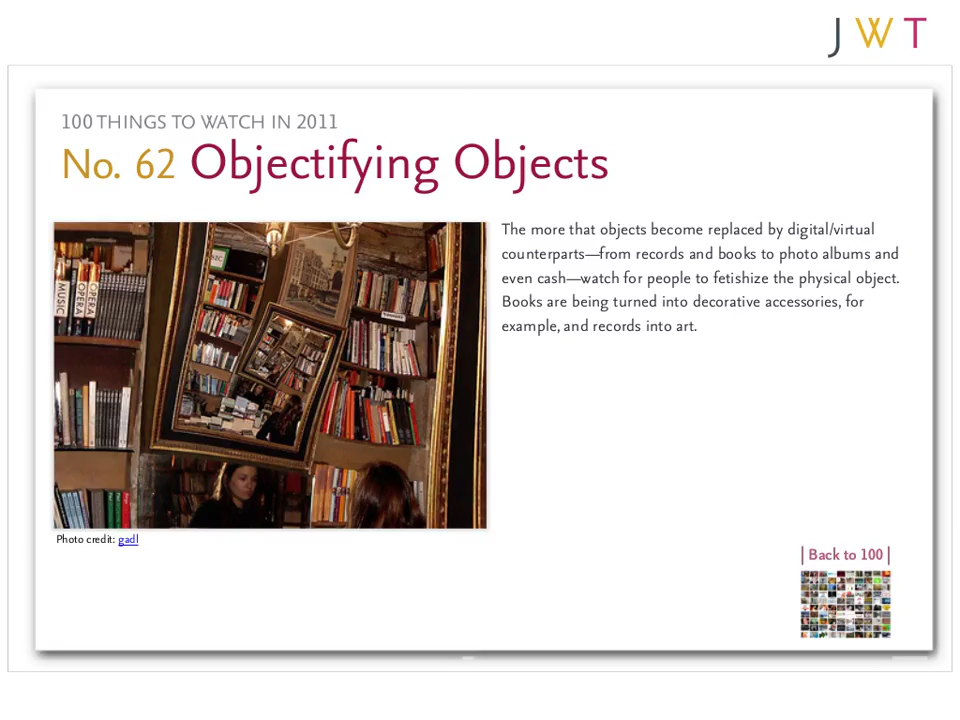 JWT
100 THINGS TO WATCH IN 2011
No. 62 Objectifying Objects
The more that objects become replaced by digital/virtual
counterparts—from records and books to photo albums and
even cash—watch for people to fetishize the physical object.
Books are being turned into decorative accessories, for
example, and records into art.
MUSIC
OPERA
OPERA
Photo credit: gadl
| Back to 100 |